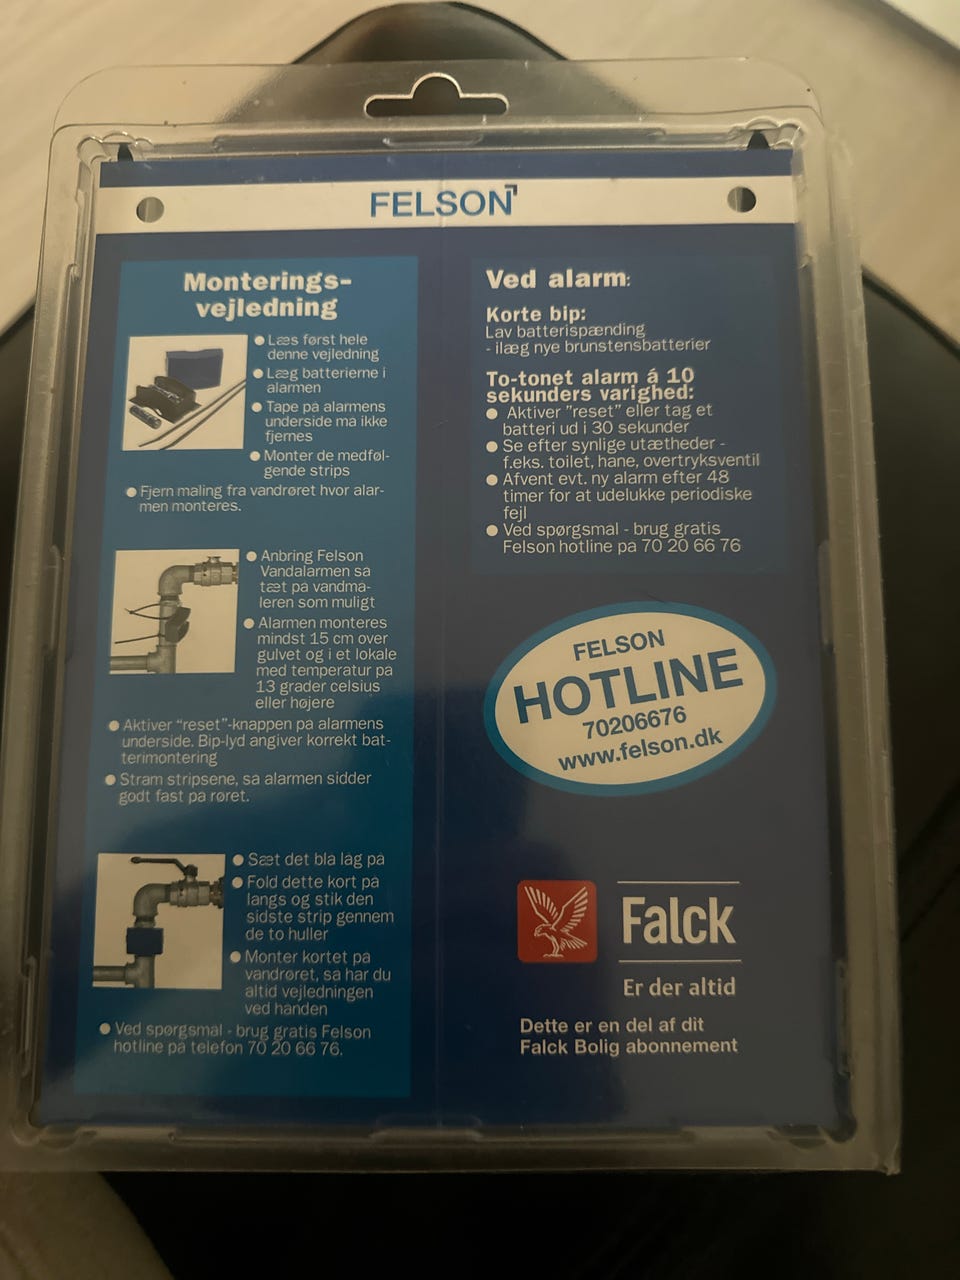 FELSON
Monterings-
vejledning
● Læs først hele
denne vejledning
● Læg batterierne i
alarmen
● Tape på alarmens
underside ma ikke
fjernes
● Monter de medføl-
gende strips
● Fjern maling fra vandrøret hvor alar-
men monteres.
● Anbring Felson
Vandalarmen sa
tæt pa vandma-
leren som muligt
● Alarmen monteres
mindst 15 cm over
gulvet og i et lokale
med temperatur pa
13 grader celsius
eller højere
● Aktiver "reset"-knappen pa alarmens
underside. Bip-lyd angiver korrekt bat-
terimontering
● Stram stripsene, sa alarmen sidder
godt fast pa røret.
● Sæt det bla låg på
● Fold dette kort pa
langs og stik den
sidste strip gennem
de to huller
● Monter kortet pa
vandrøret, sa har du
altid vejledningen
ved handen
● Ved spørgsmal - brug gratis Felson
hotline pa telefon 70 20 66 76.
Ved alarm:
Korte bip:
Lav batterispænding
- ilæg nye brunstensbatterier
To-tonet alarm á 10
sekunders varighed:
● Aktiver "reset" eller tag et
batteri ud i 30 sekunder
● Se efter synlige utætheder -
f.eks. toilet, hane, overtryksventil
● Afvent evt. ny alarm efter 48
timer for at udelukke periodiske
fejl
● Ved spørgsmal - brug gratis
Felson hotline pa 70 20 66 76
FELSON
HOTLINE
70206676
www.felson.dk
Falck
Er der altid
Dette er en del af dit
Falck Bolig abonnement